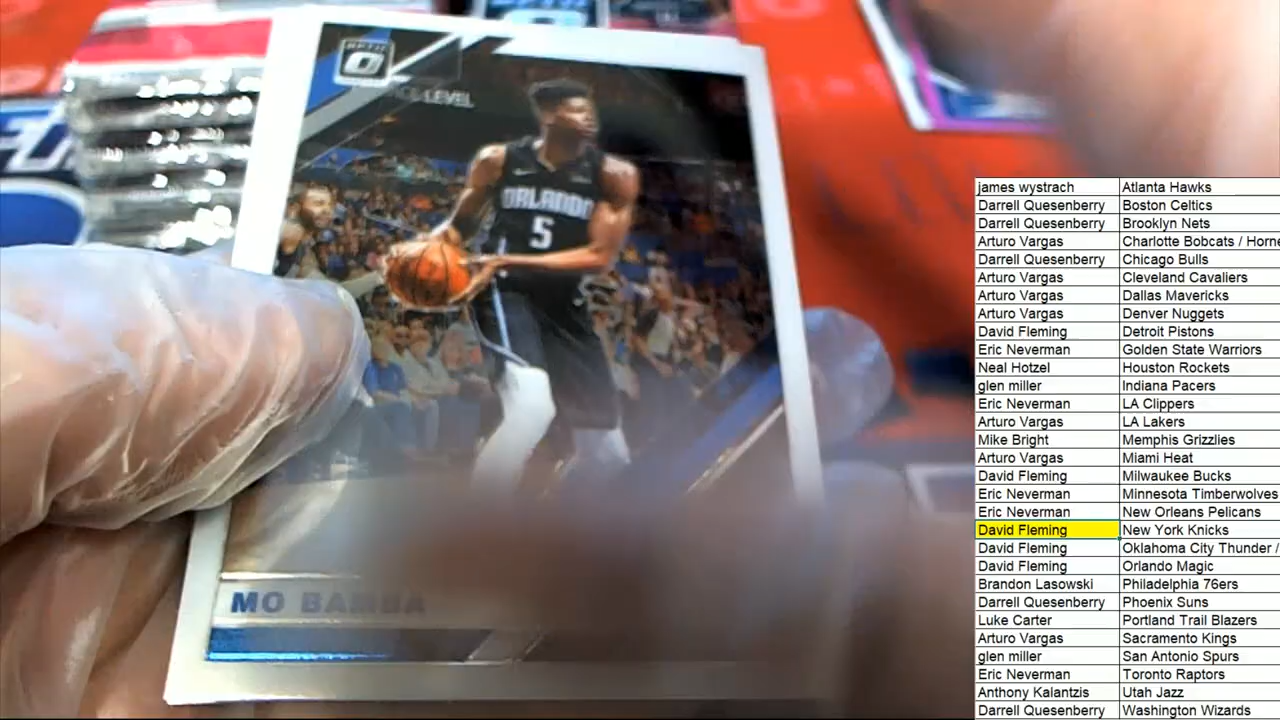 OPTIC
LEVEL
ORLANDO
5
MO BAMBA
james wystrach Atlanta Hawks
Darrell Quesenberry Boston Celtics
Darrell Quesenberry Brooklyn Nets
Arturo Vargas Charlotte Bobcats / Horne
Darrell Quesenberry Chicago Bulls
Arturo Vargas Cleveland Cavaliers
Arturo Vargas Dallas Mavericks
Arturo Vargas Denver Nuggets
David Fleming Detroit Pistons
Eric Neverman Golden State Warriors
Neal Hotzel Houston Rockets
glen miller Indiana Pacers
Eric Neverman LA Clippers
Arturo Vargas LA Lakers
Mike Bright Memphis Grizzlies
Arturo Vargas Miami Heat
David Fleming Milwaukee Bucks
Eric Neverman Minnesota Timberwolves
Eric Neverman New Orleans Pelicans
David Fleming New York Knicks
David Fleming Oklahoma City Thunder /
David Fleming Orlando Magic
Brandon Lasowski Philadelphia 76ers
Darrell Quesenberry Phoenix Suns
Luke Carter Portland Trail Blazers
Arturo Vargas Sacramento Kings
glen miller San Antonio Spurs
Eric Neverman Toronto Raptors
Anthony Kalantzis Utah Jazz
Darrell Quesenberry Washington Wizards